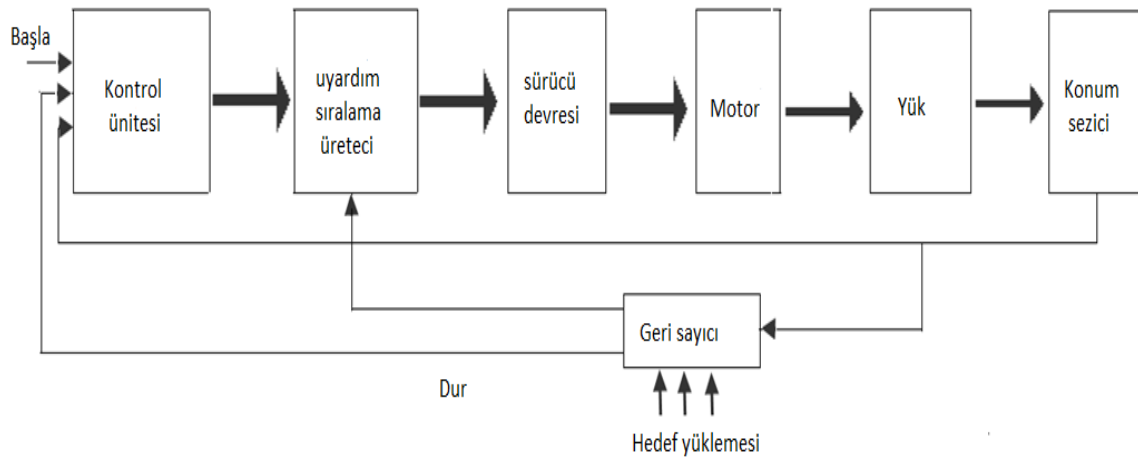 Başla
Kontrol
ünitesi
uyardım
sıralama
üreteci
sürücü
devresi
Motor
Yük
Konum
sezici
Geri sayıcı
Dur
Hedef yüklemesi